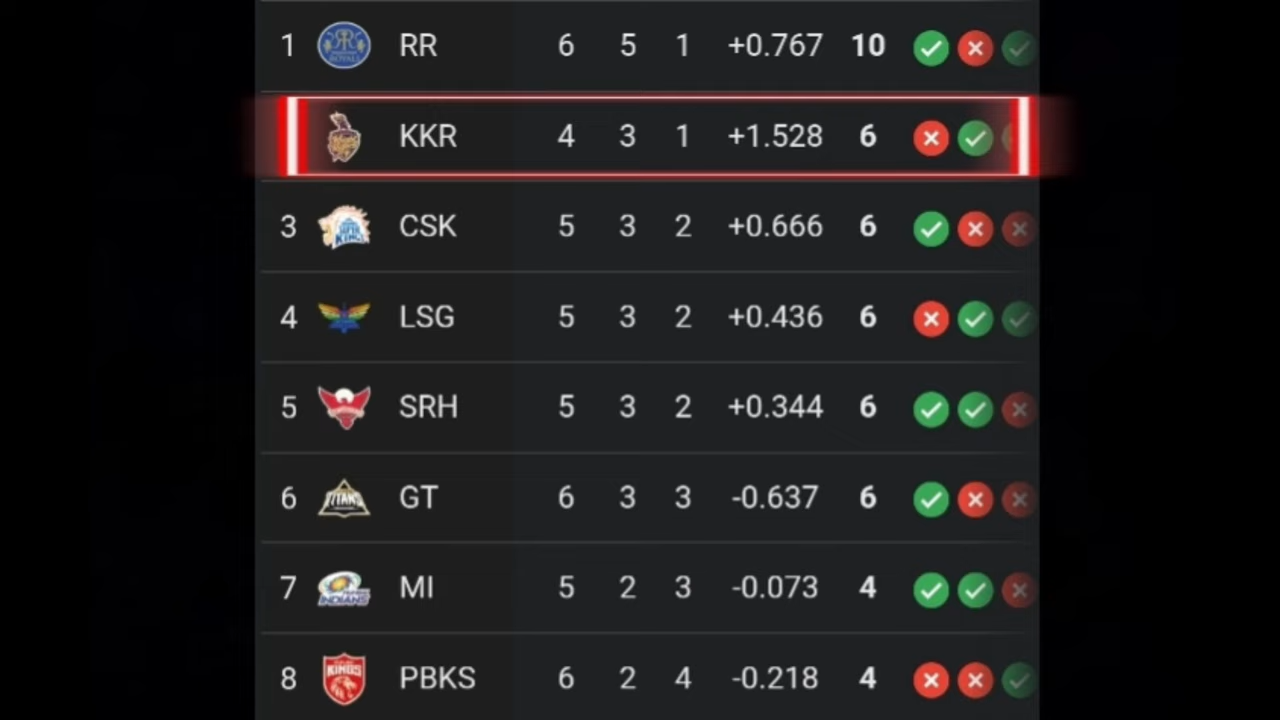 1 RR 6 5 1 +0.767 10
KKR 4 3 1 +1.528 6
3 CSK 5 3 2 +0.666 6
4 LSG 5 3 2 +0.436 6
5 SRH 5 3 2 +0.344 6
6 GT 6 3 3 -0.637 6
7 MI 5 2 3 -0.073 4
8 PBKS 6 2 4 -0.218 4